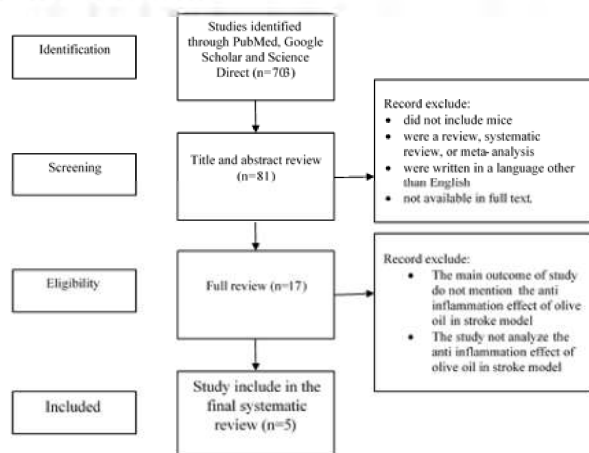 Identification
Studies identified
through PubMed, Google
Scholar and Science
Direct (n=703)
Screening
Title and abstract review
(n=81)
Record exclude:
• did not include mice
• were a review, systematic
review, or meta-analysis
• were written in a language other
than English
• not available in full text.
Eligibility
Full review (n=17)
Record exclude:
• The main outcome of study
do not mention the anti
inflammation effect of olive
oil in stroke model
• The study not analyze the
anti inflammation effect of
olive oil in stroke model
Included
Study include in the
final systematic
review (n=5)